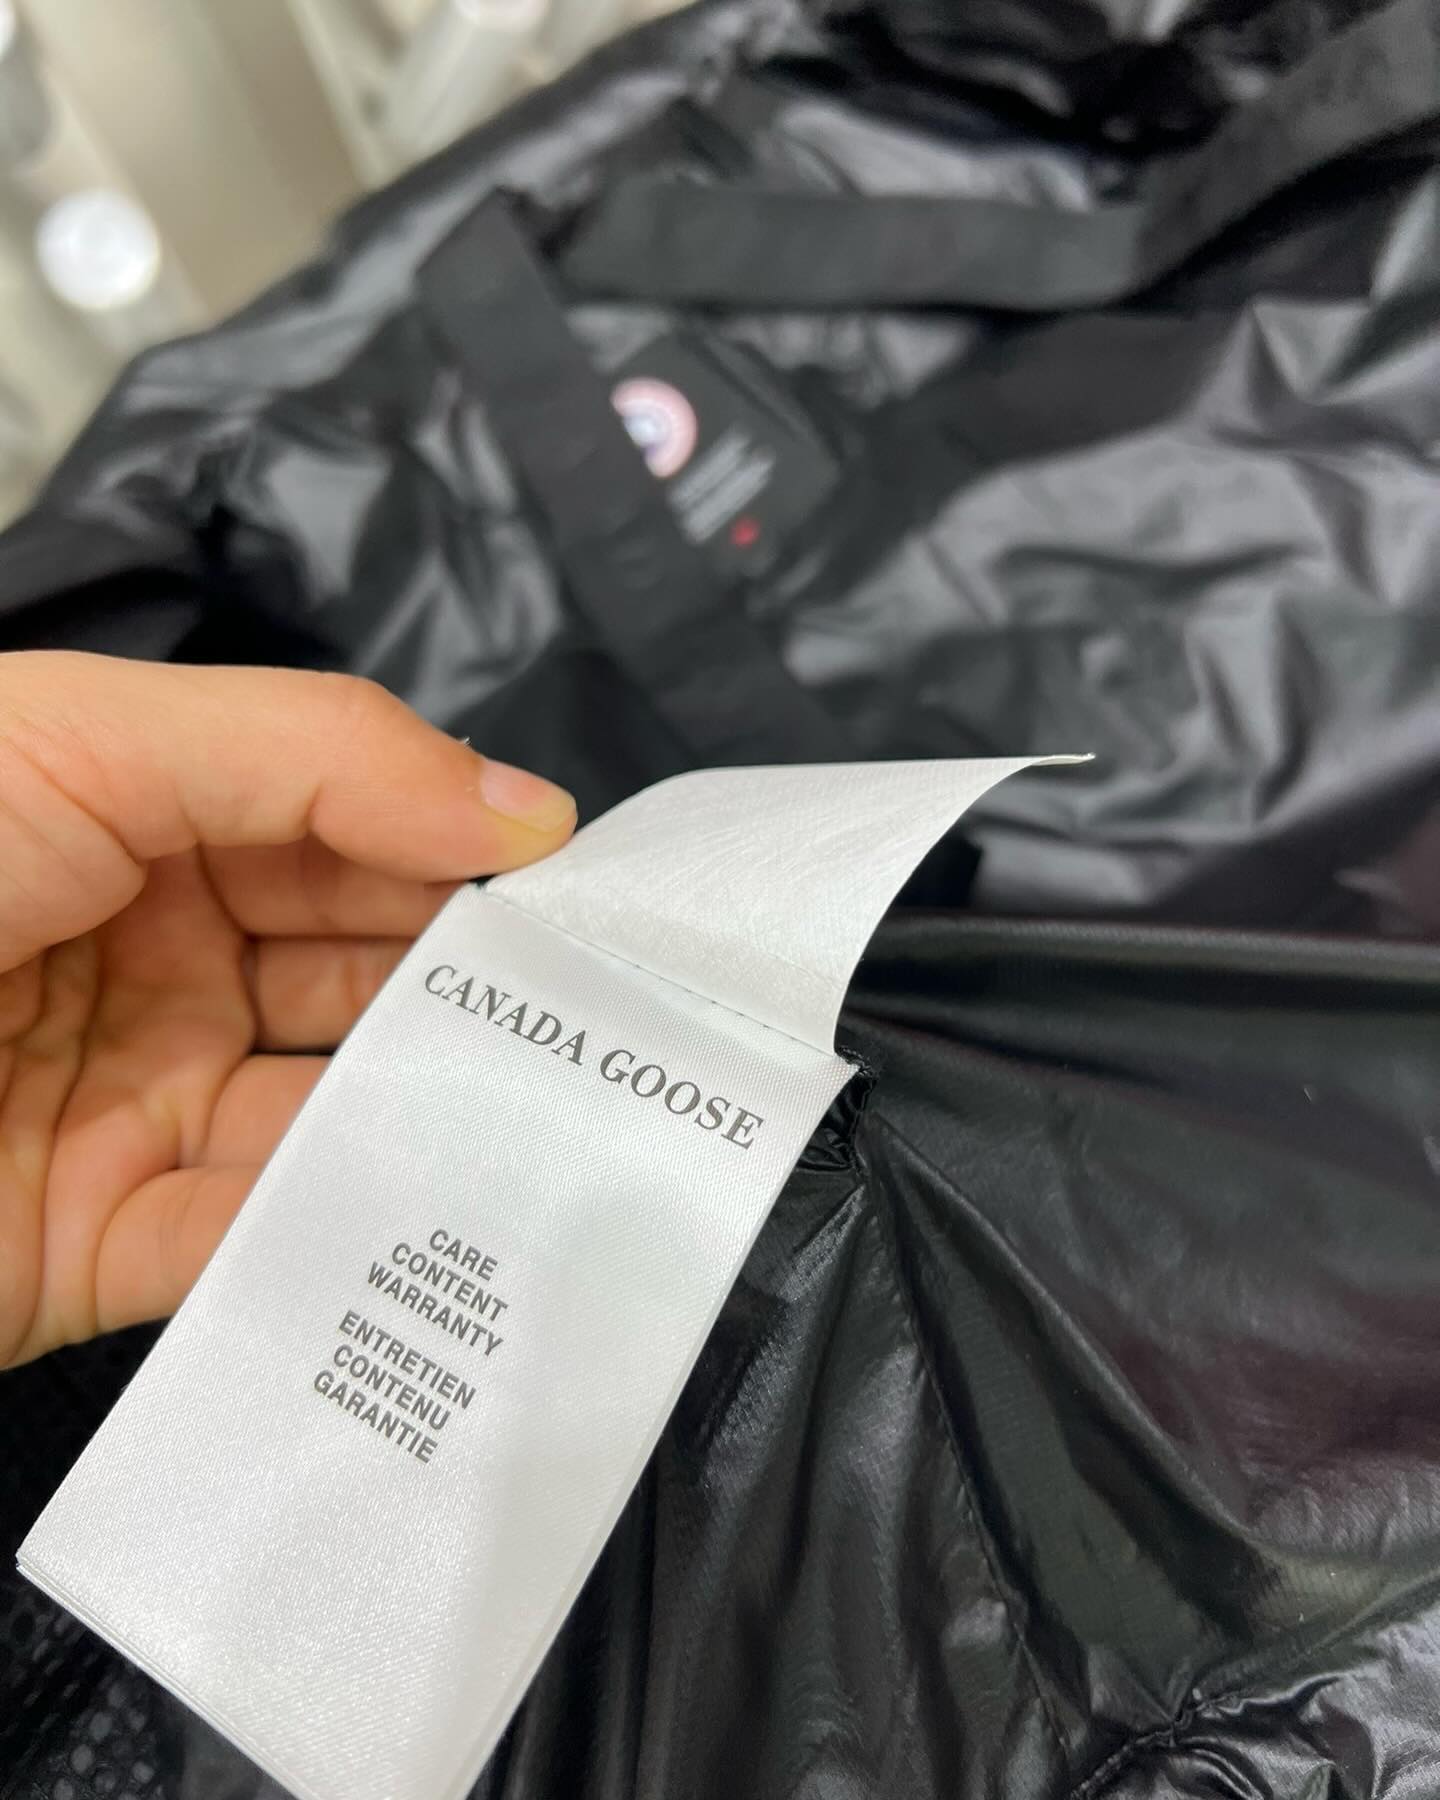 CANADA GOOSE
CARE
CONTENT
WARRANTY
ENTRETIEN
CONTENU
GARANTIE